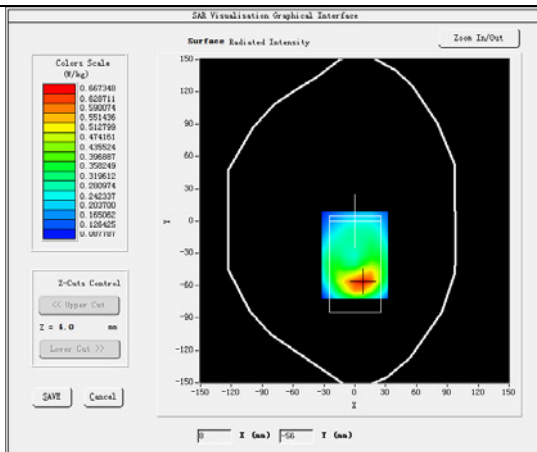 SAR Visualisation Graphical Interface
Surface Radiated Intensity
Zoom In/Out
Colors Scale
(W/kg)
0.667348
0.628711
0.590074
0.551436
0.512799
0.474161
0.435524
0.396887
0.358249
0.319612
0.280974
0.242337
0.203700
0.165062
0.126425
0.087787
Z-Cuts Control
<< Upper Cut
Z = 4.0 mm
Lower Cut >>
SAVE Cancel
150
120
90
60
30
0
-30
-60
-90
-120
-150
Y
-150 -120 -90 -60 -30 0 30 60 90 120 150
X
8 X (mm) -56 Y (mm)